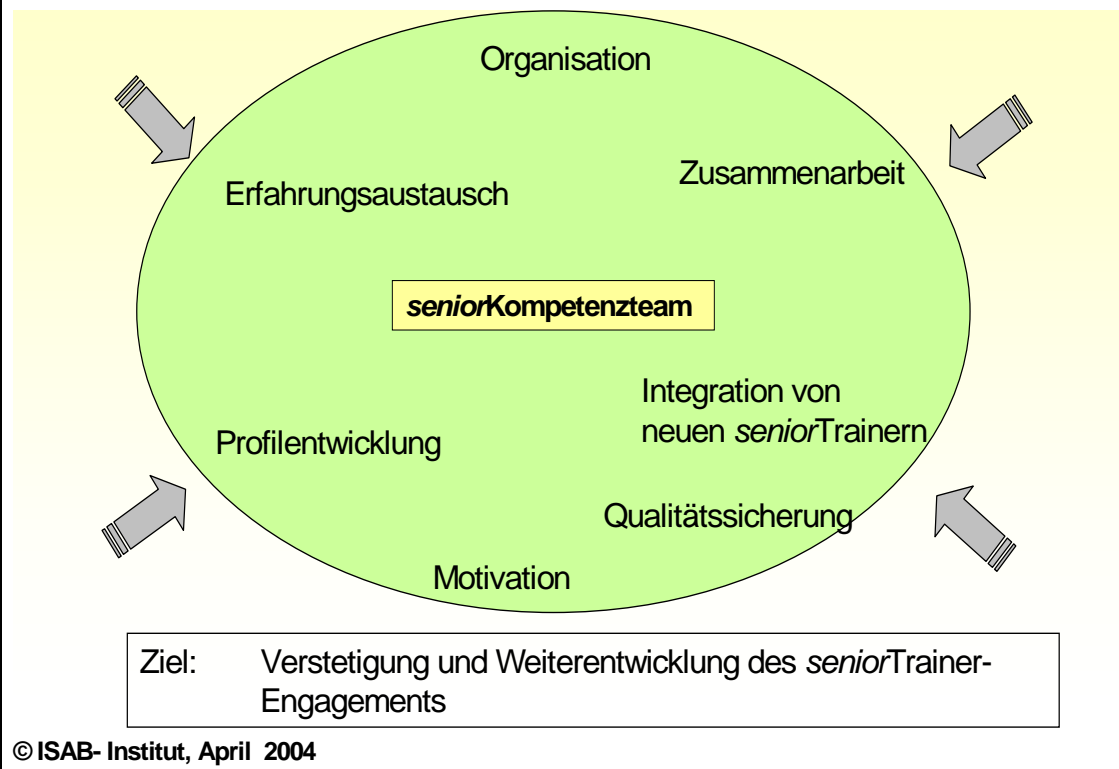 Organisation
Zusammenarbeit
Erfahrungsaustausch
seniorKompetenzteam
Integration von
neuen seniorTrainern
Profilentwicklung
Qualitätssicherung
Motivation
Ziel: Verstetigung und Weiterentwicklung des seniorTrainer-
Engagements
© ISAB- Institut, April 2004